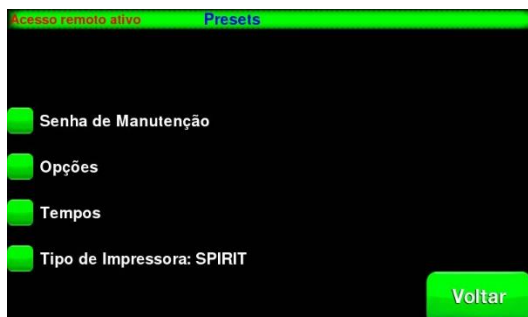 Acesso remoto ativo Presets
Senha de Manutenção
Opções
Tempos
Tipo de Impressora: SPIRIT
Voltar